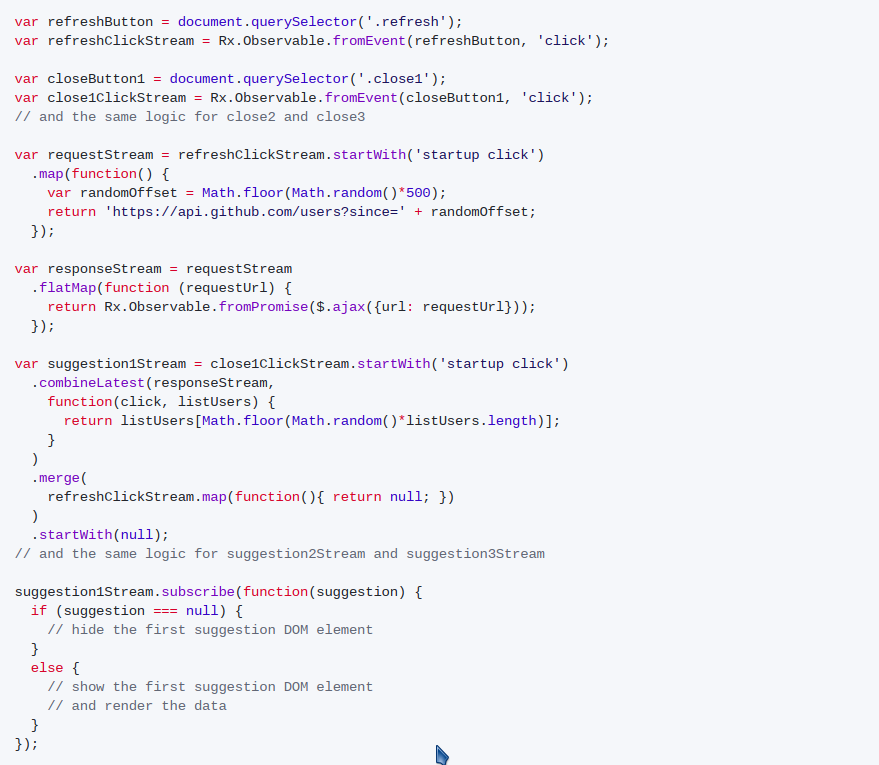 var refreshButton = document.querySelector('.refresh');
var refreshClickStream = Rx.Observable.fromEvent(refreshButton, 'click');

var closeButton1 = document.querySelector('.close1');
var close1ClickStream = Rx.Observable.fromEvent(closeButton1, 'click');
// and the same logic for close2 and close3

var requestStream = refreshClickStream.startWith('startup click')
  .map(function() {
    var randomOffset = Math.floor(Math.random()*500);
    return 'https://api.github.com/users?since=' + randomOffset;
  });

var responseStream = requestStream
  .flatMap(function (requestUrl) {
    return Rx.Observable.fromPromise($.ajax({url: requestUrl}));
  });

var suggestion1Stream = close1ClickStream.startWith('startup click')
  .combineLatest(responseStream,
    function(click, listUsers) {
      return listUsers[Math.floor(Math.random()*listUsers.length)];
    }
  )
  .merge(
    refreshClickStream.map(function(){ return null; })
  )
  .startWith(null);
// and the same logic for suggestion2Stream and suggestion3Stream

suggestion1Stream.subscribe(function(suggestion) {
  if (suggestion === null) {
    // hide the first suggestion DOM element
  }
  else {
    // show the first suggestion DOM element
    // and render the data
  }
});